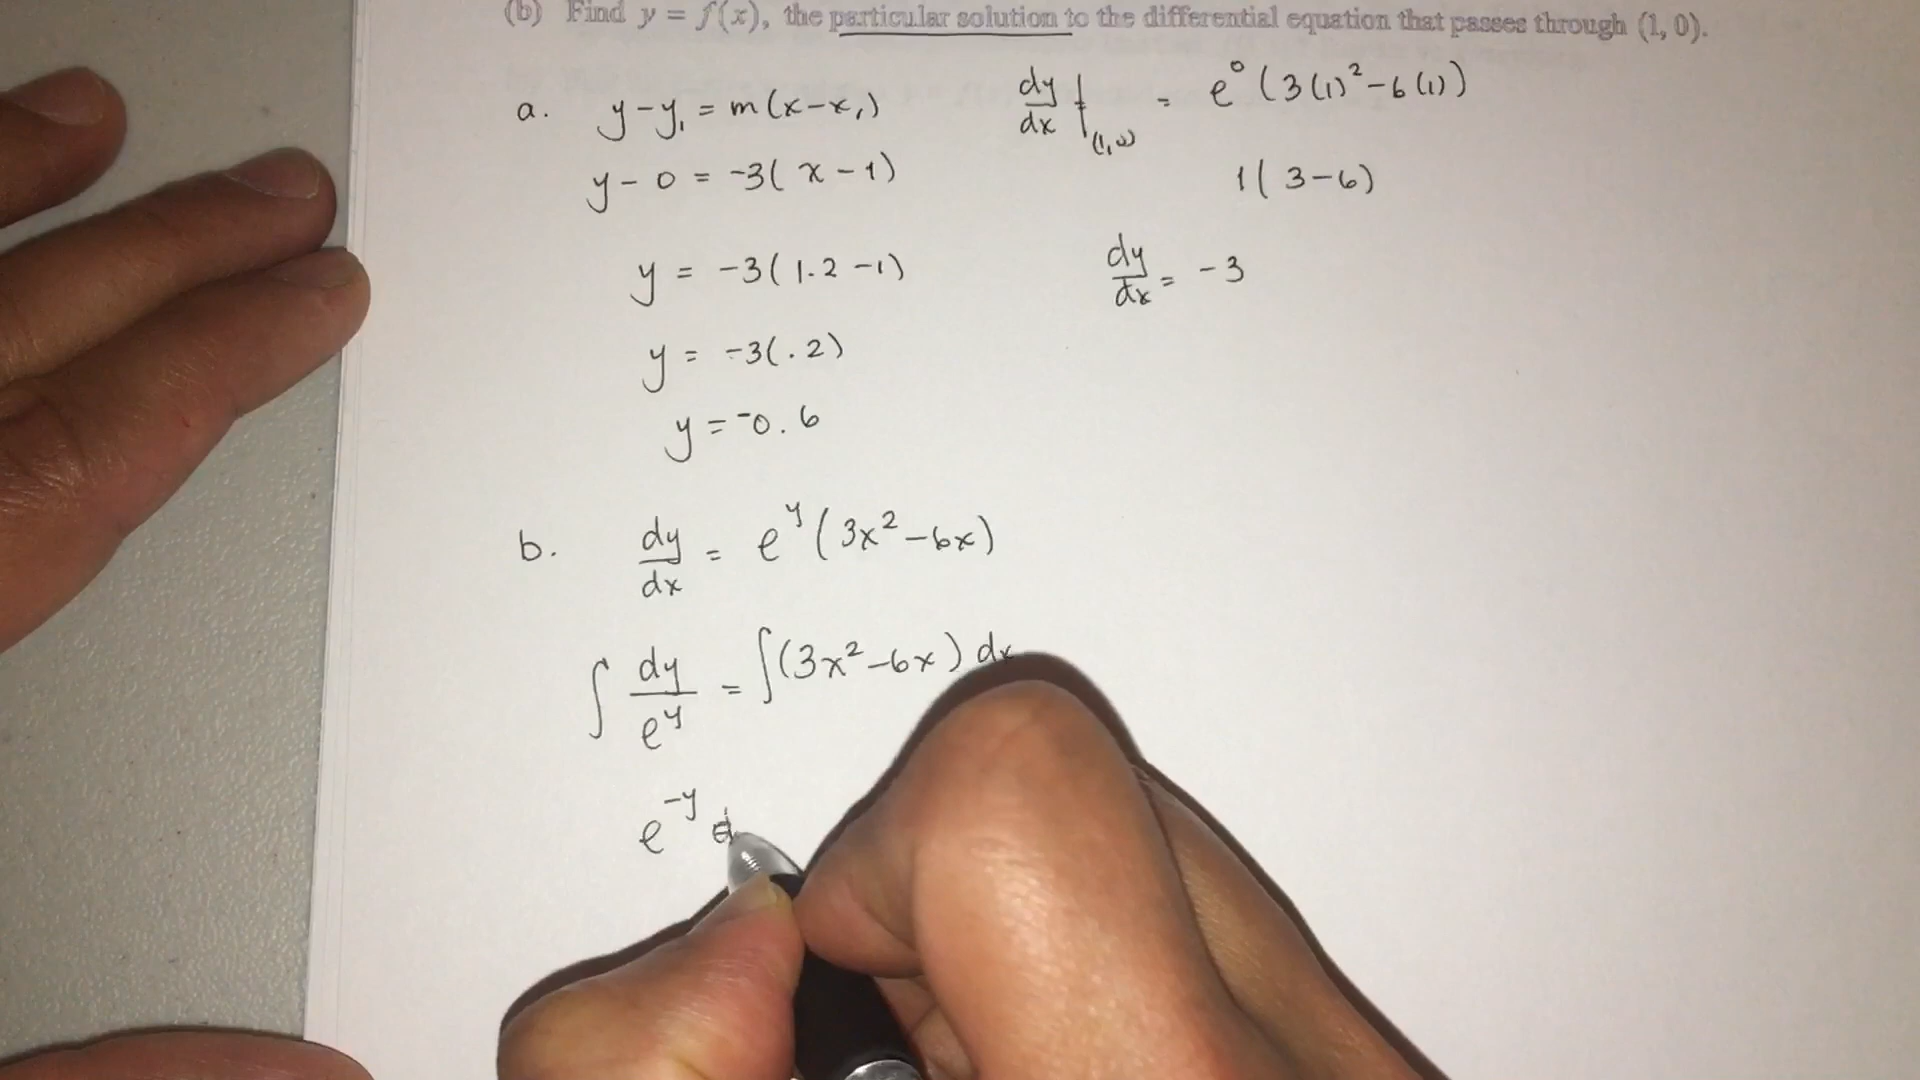 (b) Find y = f(x), the particular solution to the differential equation that passes through (1, 0).
a. y-y₁ = m(x-x₁)
y-0 = -3(x-1)
y = -3(1.2-1)
y = -3(.2)
y = -0.6
dy/dx |(1,0) = e⁰(3(1)²-6(1))
1(3-6)
dy/dx = -3
b. dy/dx = eʸ(3x²-6x)
∫ dy/eʸ = ∫(3x²-6x) dx
e⁻ʸ d